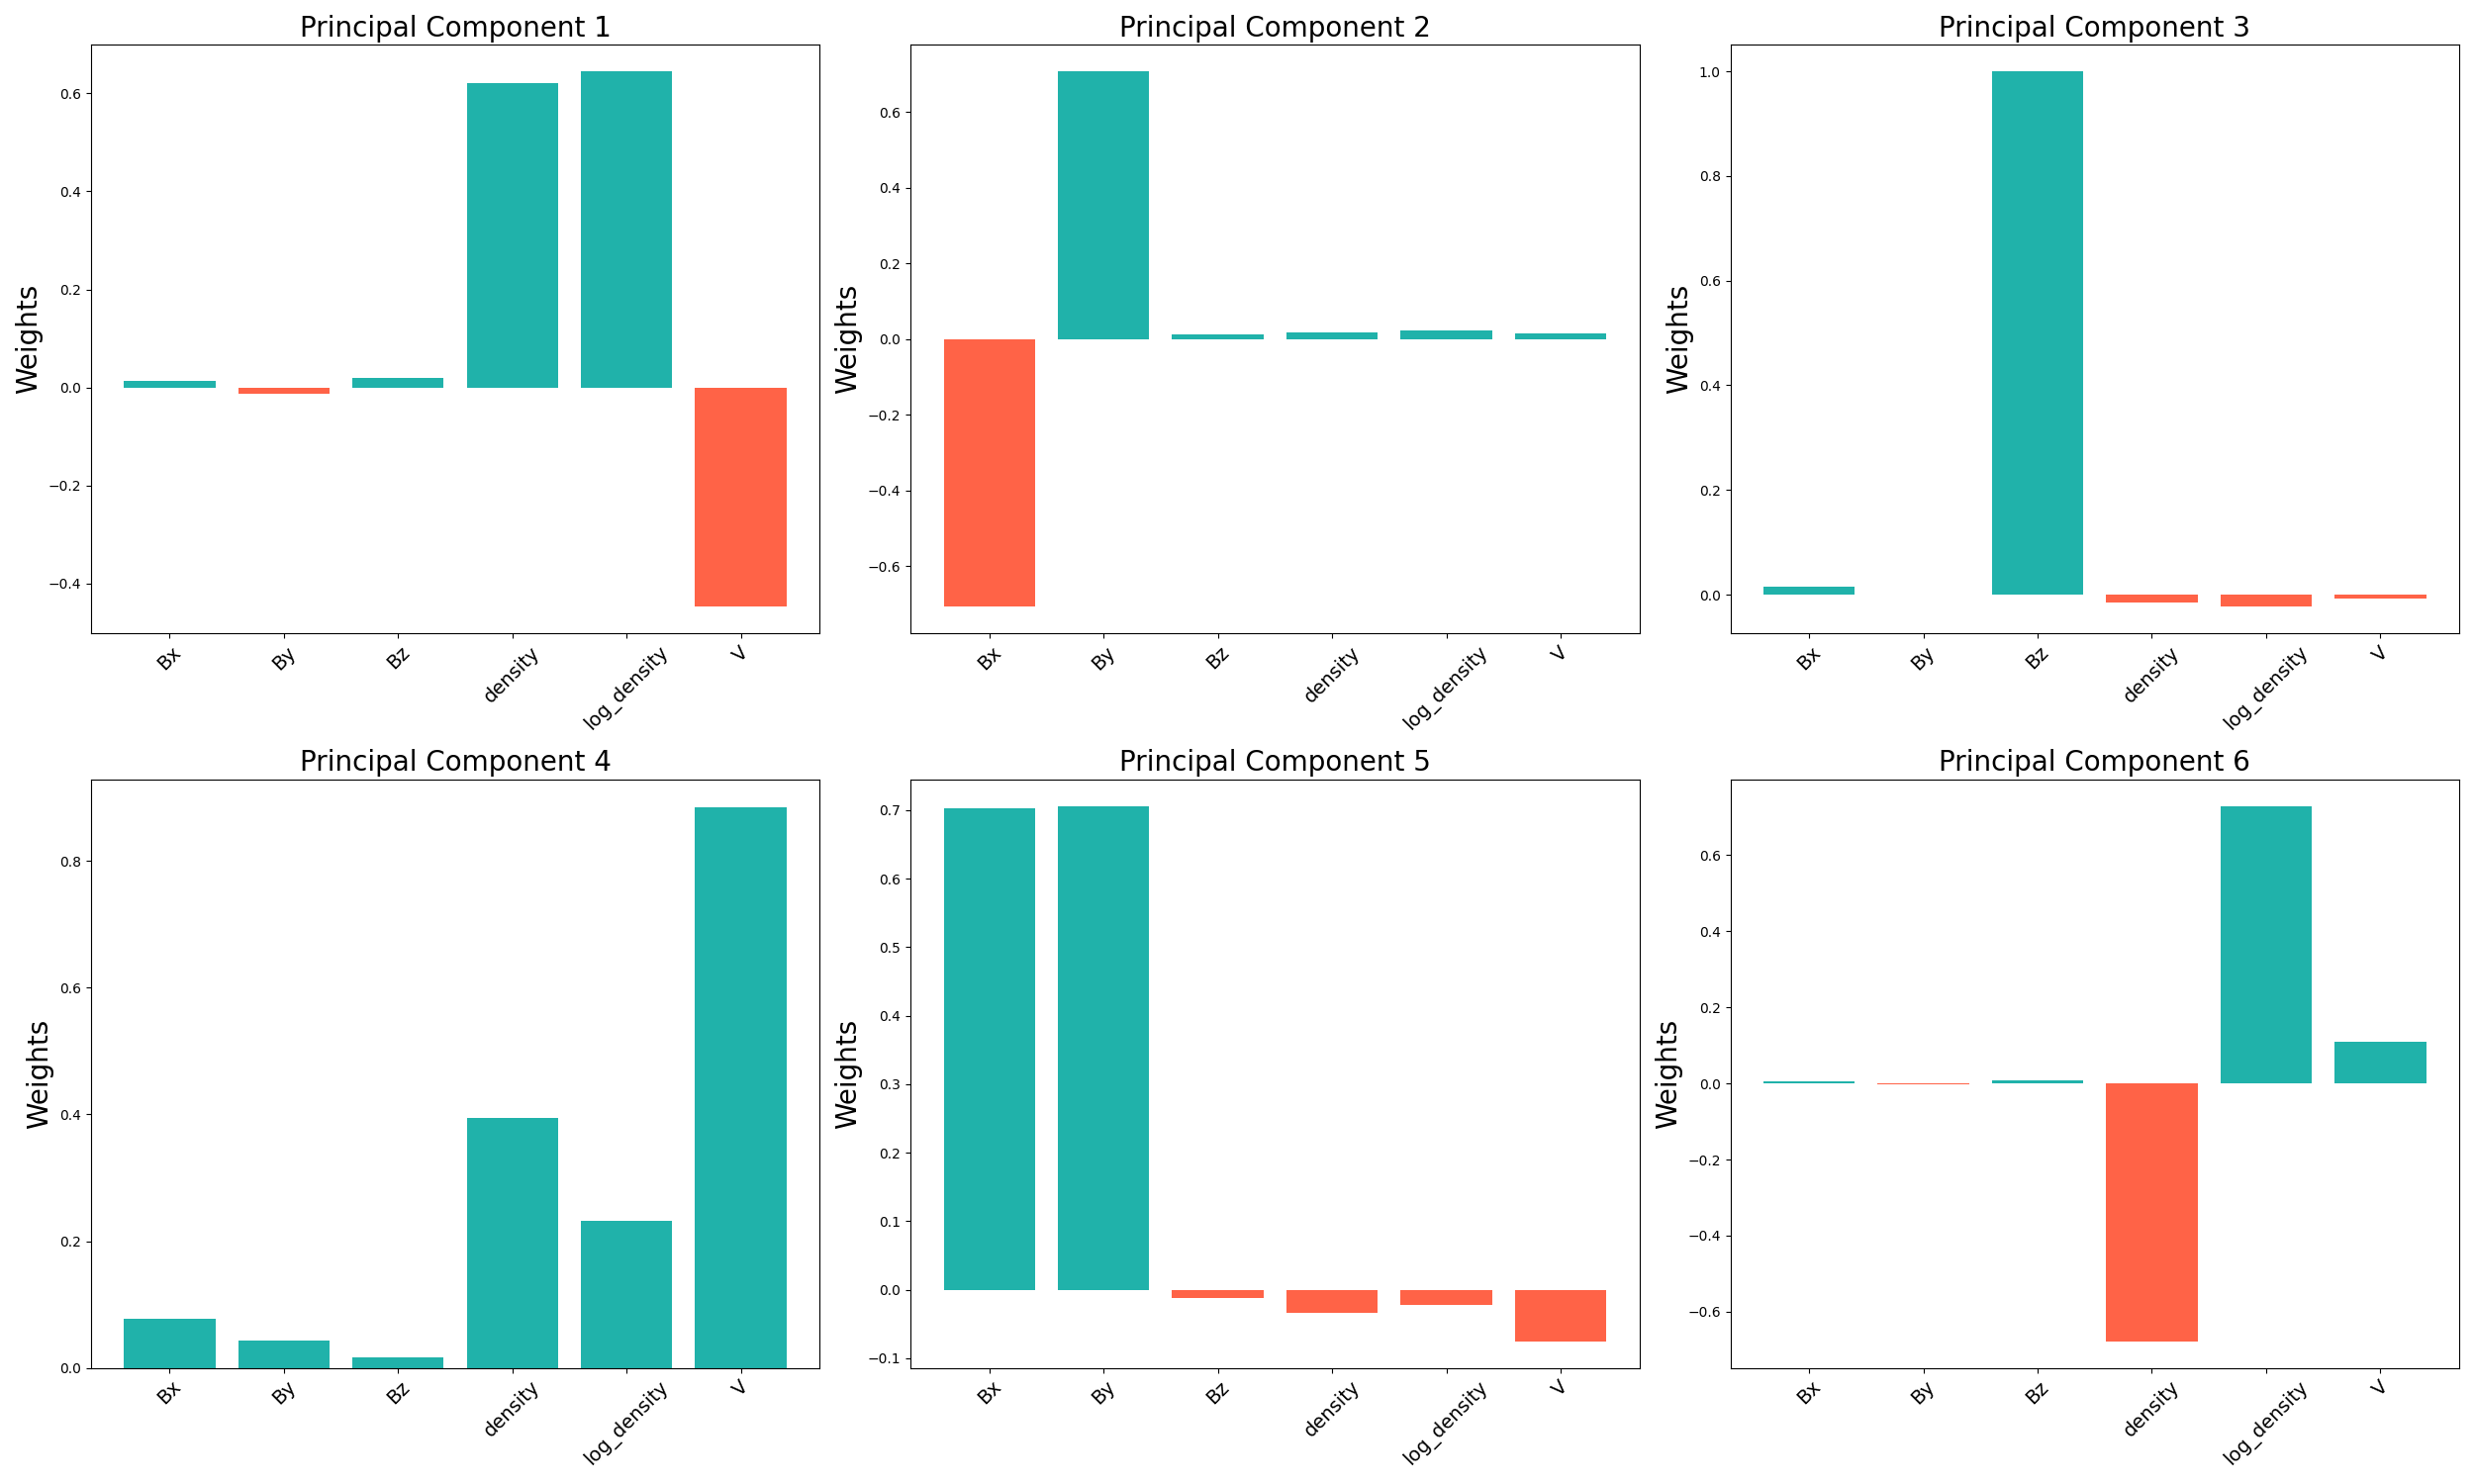 Principal Component 1
Weights
0.6
0.4
0.2
0.0
−0.2
−0.4
Bx
By
Bz
density
log_density
V
Principal Component 2
Weights
0.6
0.4
0.2
0.0
−0.2
−0.4
−0.6
Bx
By
Bz
density
log_density
V
Principal Component 3
Weights
1.0
0.8
0.6
0.4
0.2
0.0
Bx
By
Bz
density
log_density
V
Principal Component 4
Weights
0.8
0.6
0.4
0.2
0.0
Bx
By
Bz
density
log_density
V
Principal Component 5
Weights
0.7
0.6
0.5
0.4
0.3
0.2
0.1
0.0
−0.1
Bx
By
Bz
density
log_density
V
Principal Component 6
Weights
0.6
0.4
0.2
0.0
−0.2
−0.4
−0.6
Bx
By
Bz
density
log_density
V